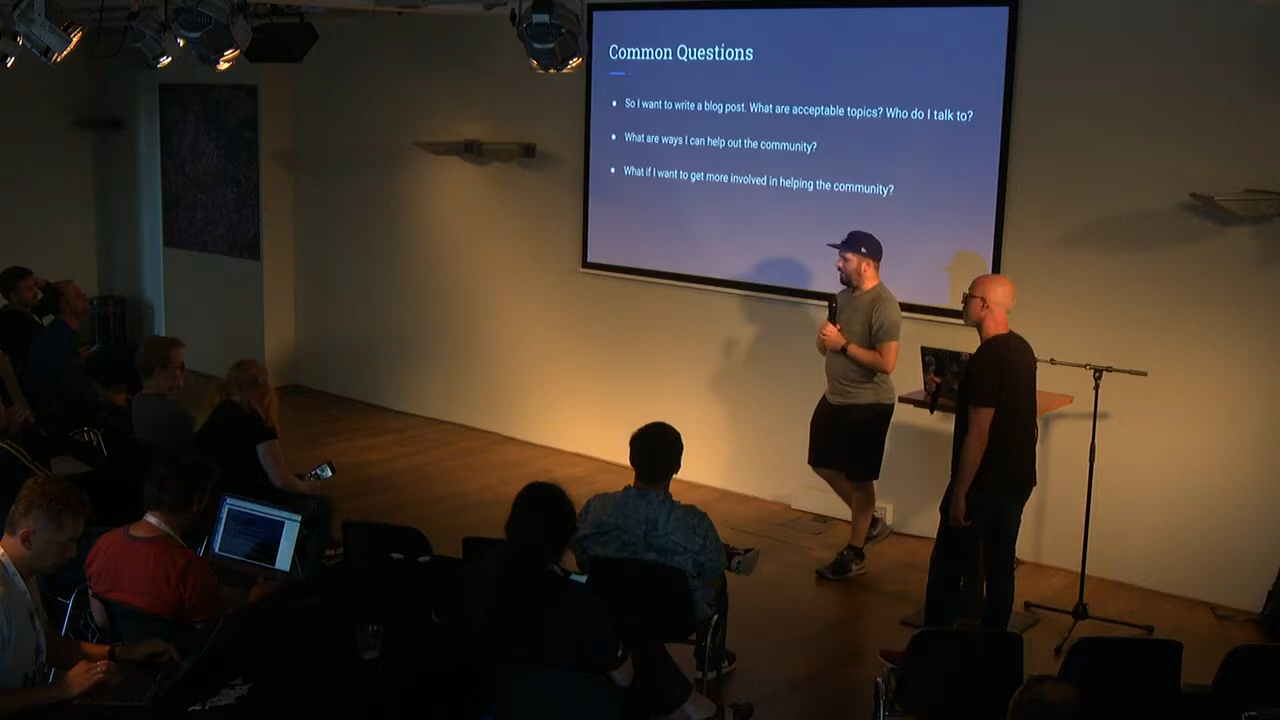 Common Questions
So I want to write a blog post. What are acceptable topics? Who do I talk to?
What are ways I can help out the community?
What if I want to get more involved in helping the community?